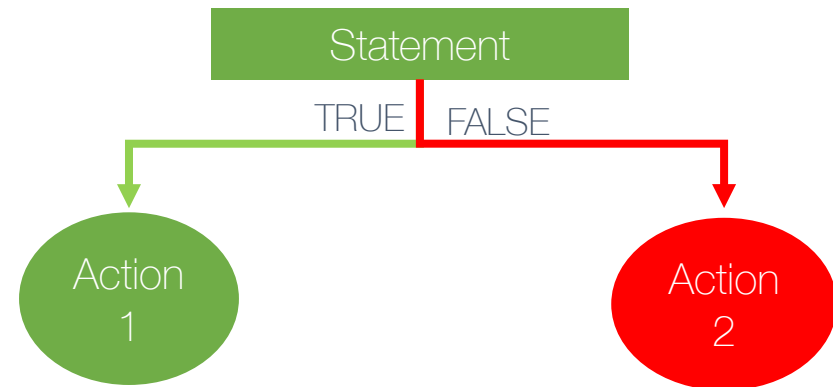 Statement
TRUE FALSE
Action
1
Action
2